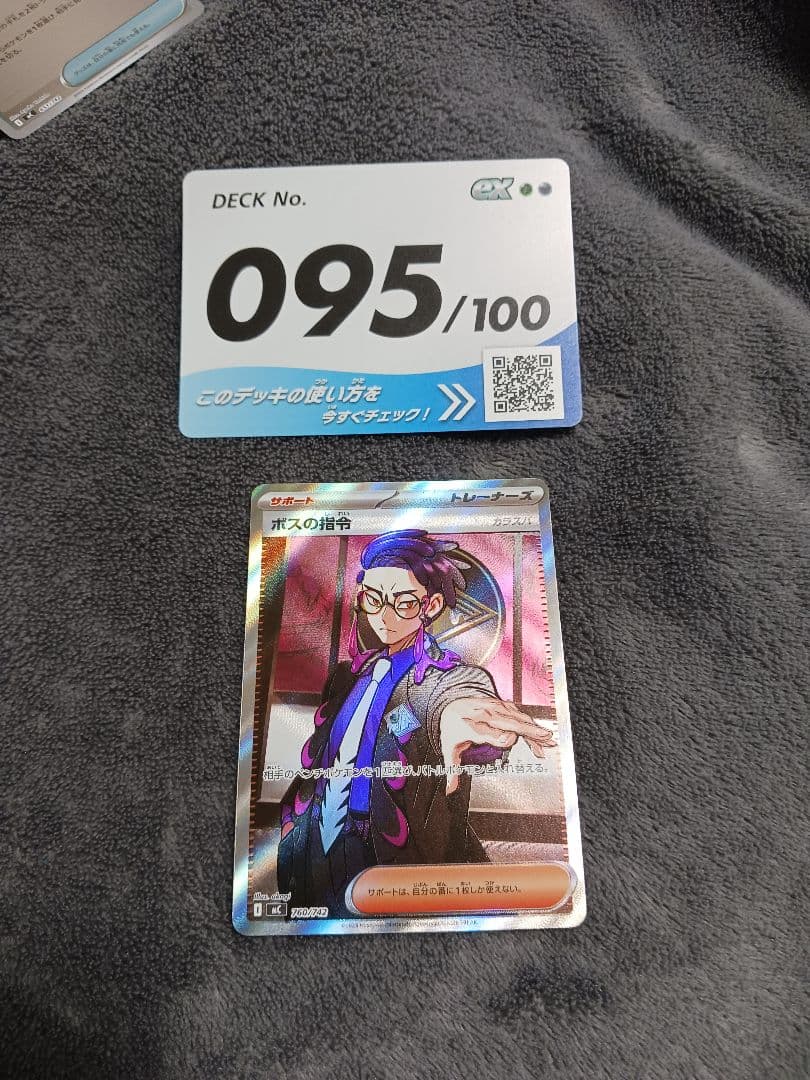 DECK No.
ex
095/100
このデッキの使い方を
今すぐチェック!
サポート
トレーナーズ
ボスの指令
カラスバ
相手のベンチポケモンを1匹選び、バトルポケモンと入れ替える。
サポートは、自分の番に1枚しか使えない。
Illus. akagi
I MC 760/742